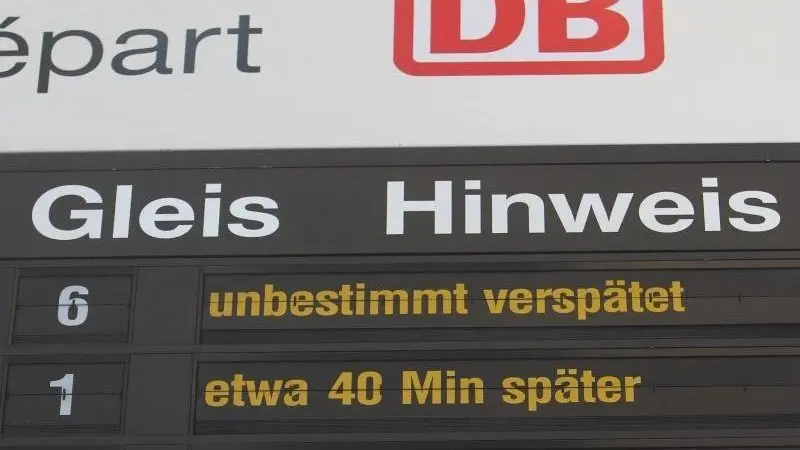 épart DB
Gleis Hinweis
6 unbestimmt verspätet
1 etwa 40 Min später